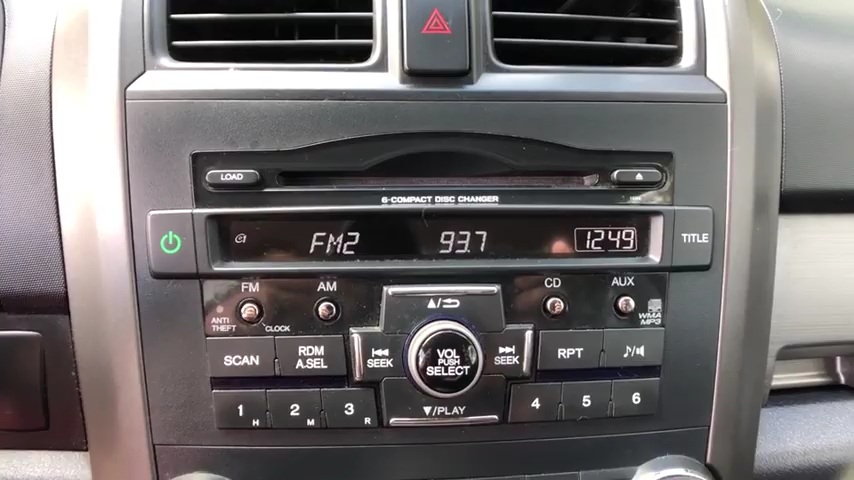 LOAD
6-COMPACT DISC CHANGER
FM2 93.7 12:49
TITLE
FM AM CD AUX
ANTI THEFT CLOCK
WMA MP3
SCAN RDM A.SEL SEEK VOL PUSH SELECT SEEK RPT
1 H 2 M 3 R ▼/PLAY 4 5 6